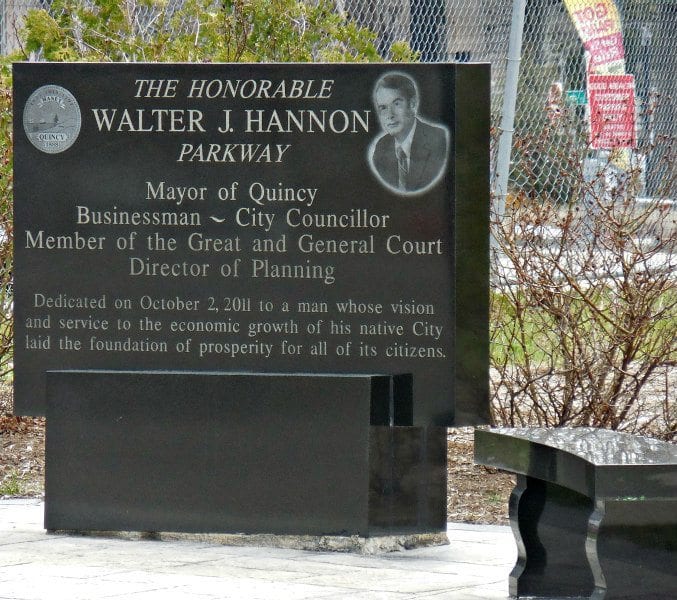 THE HONORABLE
WALTER J. HANNON
PARKWAY
MANET
QUINCY
1888
Mayor of Quincy
Businessman ~ City Councillor
Member of the Great and General Court
Director of Planning
Dedicated on October 2, 2011 to a man whose vision
and service to the economic growth of his native City
laid the foundation of prosperity for all of its citizens.